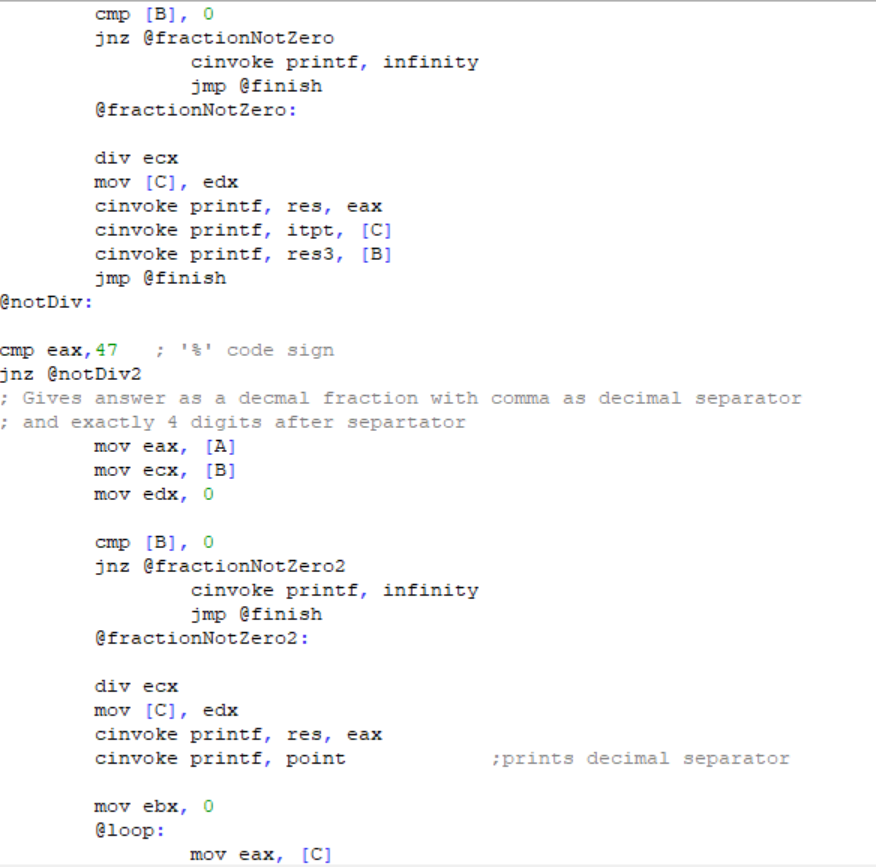 cmp [B], 0
jnz @fractionNotZero
cinvoke printf, infinity
jmp @finish
@fractionNotZero:
div ecx
mov [C], edx
cinvoke printf, res, eax
cinvoke printf, itpt, [C]
cinvoke printf, res3, [B]
jmp @finish
@notDiv:
cmp eax,47   ; '%' code sign
jnz @notDiv2
; Gives answer as a decmal fraction with comma as decimal separator
; and exactly 4 digits after separtator
mov eax, [A]
mov ecx, [B]
mov edx, 0
cmp [B], 0
jnz @fractionNotZero2
cinvoke printf, infinity
jmp @finish
@fractionNotZero2:
div ecx
mov [C], edx
cinvoke printf, res, eax
cinvoke printf, point            ;prints decimal separator
mov ebx, 0
@loop:
mov eax, [C]